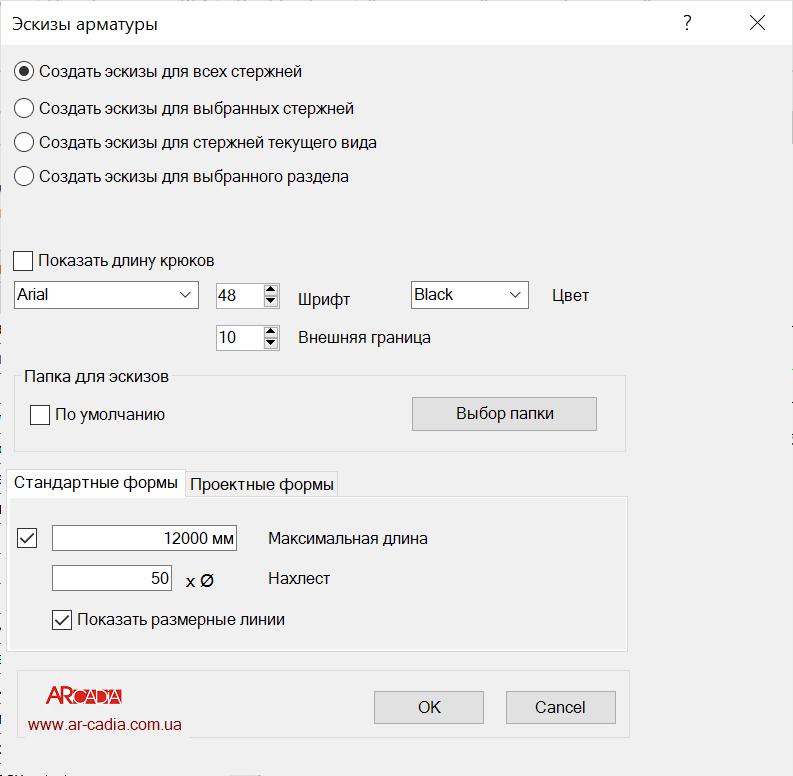 Эскизы арматуры ?
Создать эскизы для всех стержней
Создать эскизы для выбранных стержней
Создать эскизы для стержней текущего вида
Создать эскизы для выбранного раздела
Показать длину крюков
Arial 48 Шрифт Black Цвет
10 Внешняя граница
Папка для эскизов
По умолчанию Выбор папки
Стандартные формы Проектные формы
12000 мм Максимальная длина
50 x Ø Нахлест
Показать размерные линии
ARCADIA
www.ar-cadia.com.ua
OK Cancel